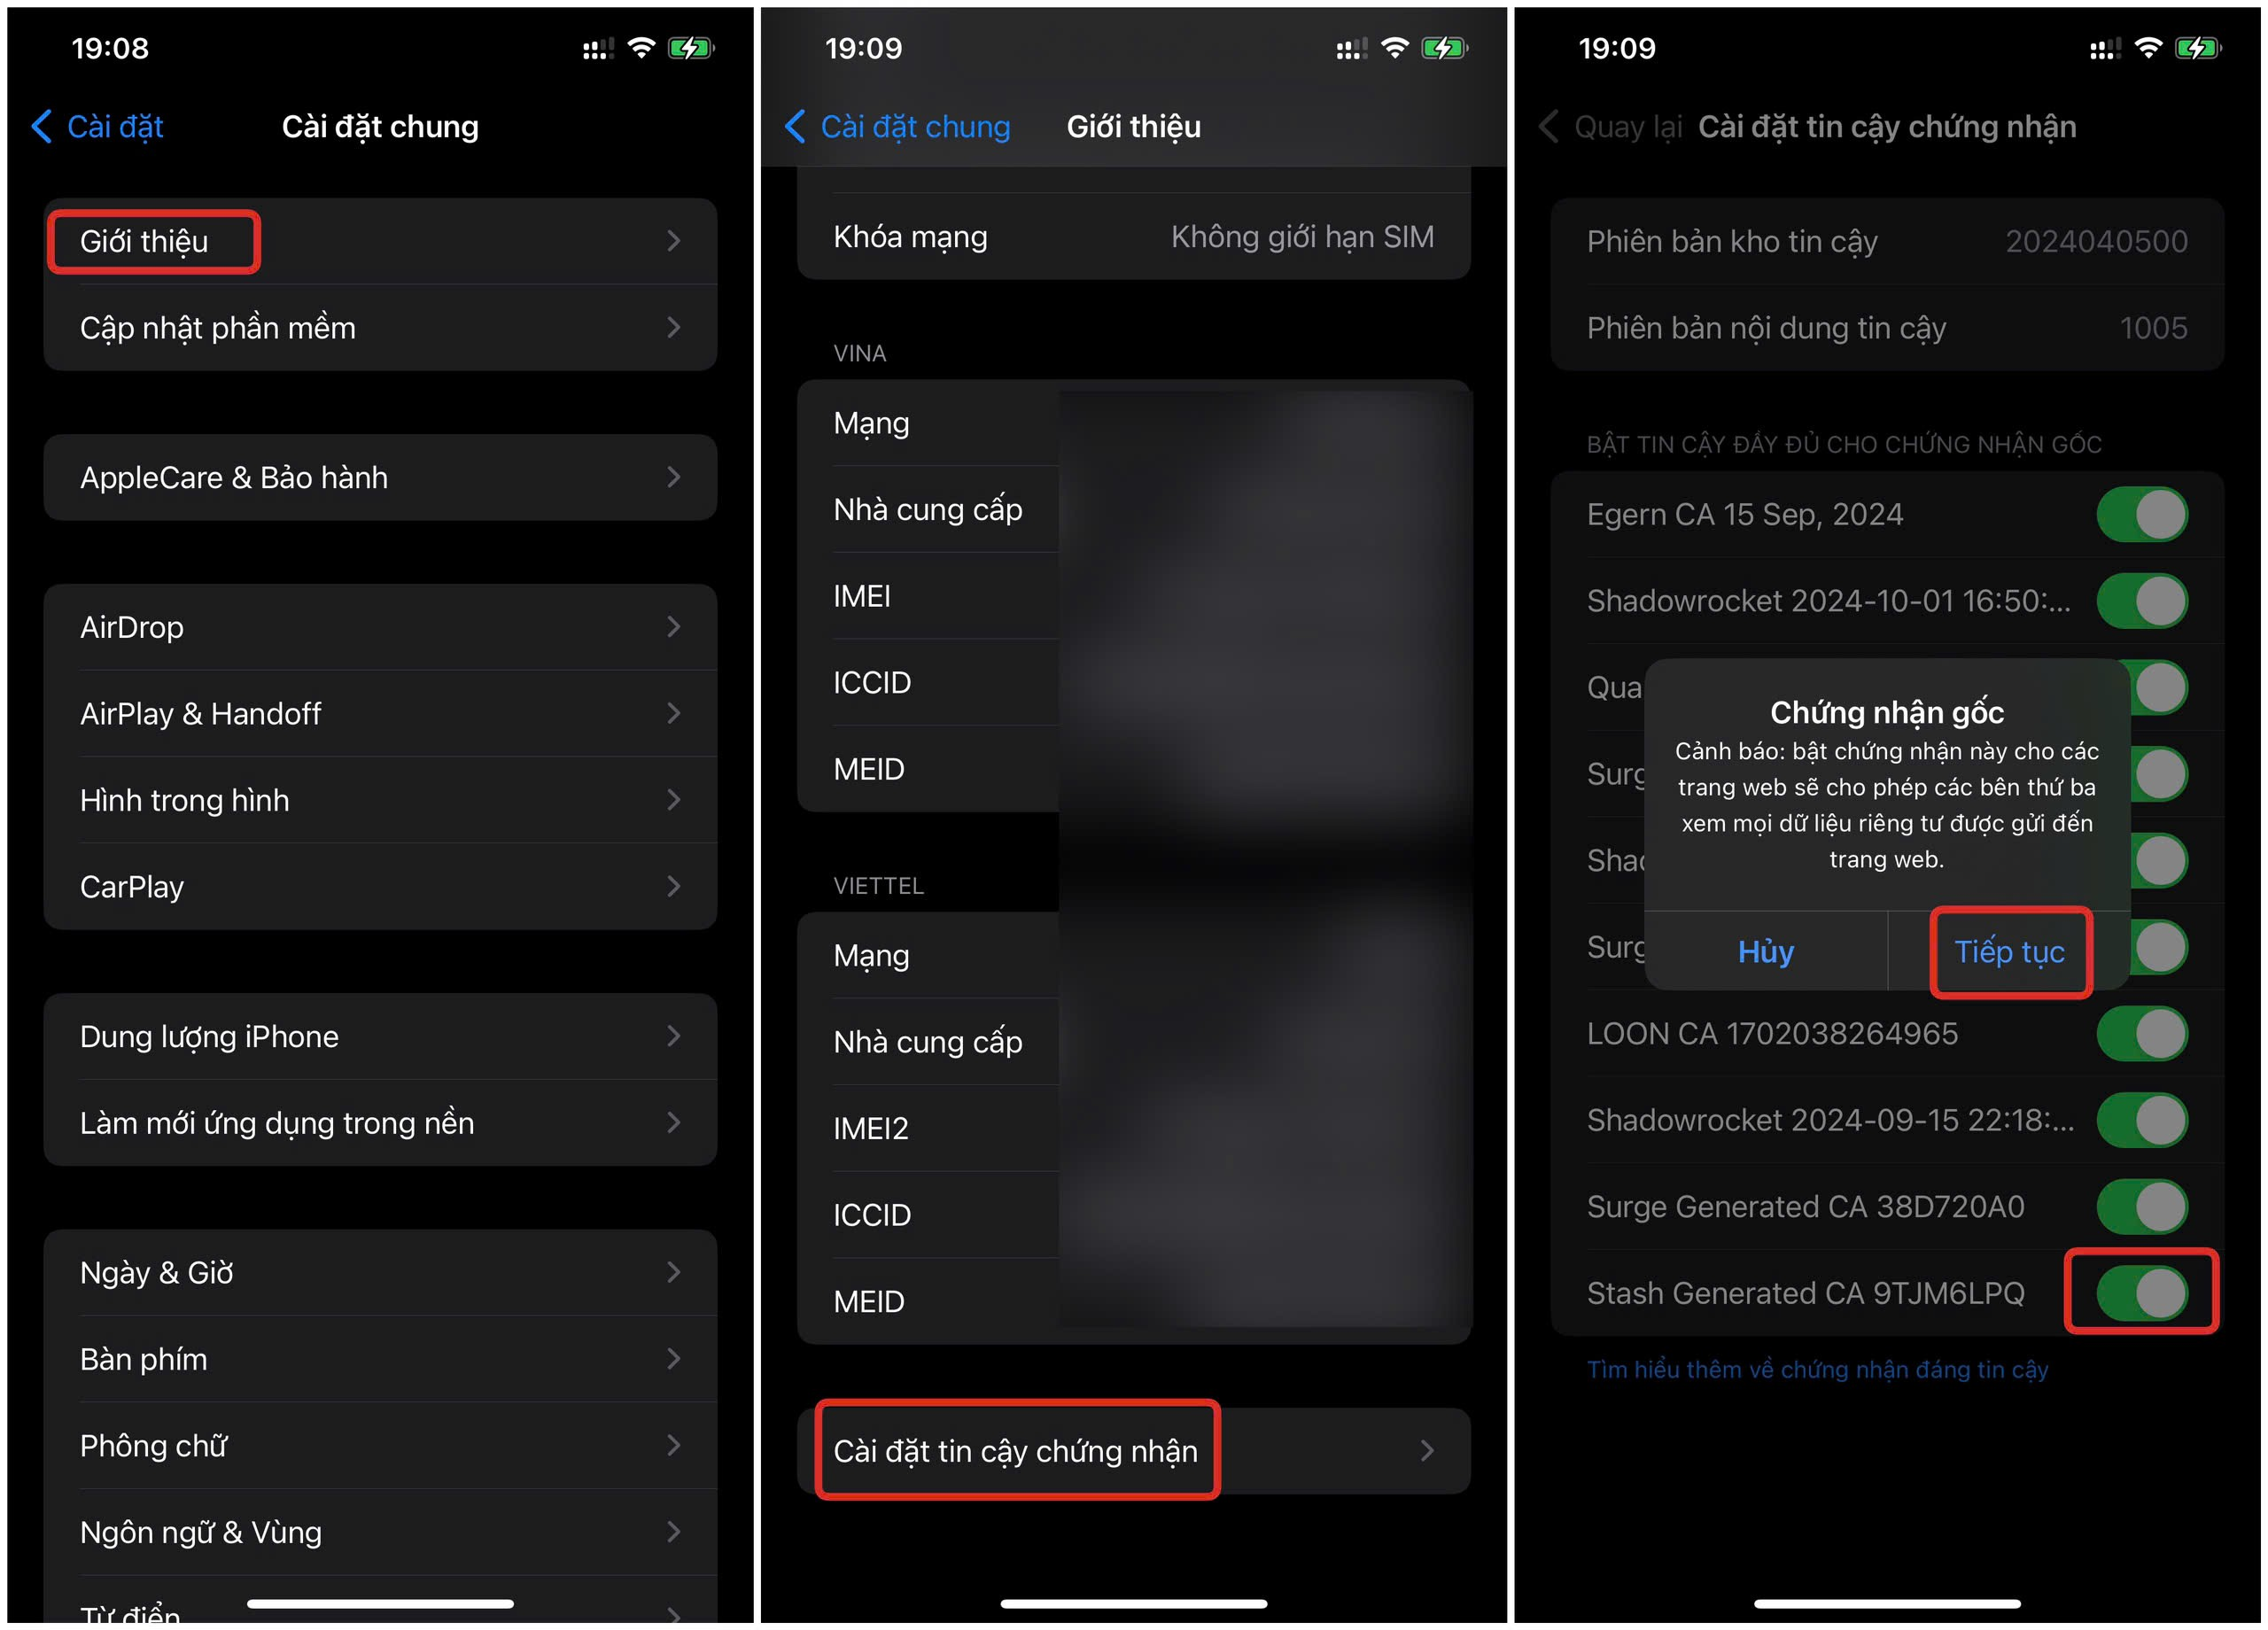 19:08
Cài đặt
Cài đặt chung
Giới thiệu
Cập nhật phần mềm
AppleCare & Bảo hành
AirDrop
AirPlay & Handoff
Hình trong hình
CarPlay
Dung lượng iPhone
Làm mới ứng dụng trong nền
Ngày & Giờ
Bàn phím
Phông chữ
Ngôn ngữ & Vùng
Từ điển
19:09
Cài đặt chung
Giới thiệu
Khóa mạng
Không giới hạn SIM
VINA
Mạng
Nhà cung cấp
IMEI
ICCID
MEID
VIETTEL
Mạng
Nhà cung cấp
IMEI2
ICCID
MEID
Cài đặt tin cậy chứng nhận
19:09
Quay lại
Cài đặt tin cậy chứng nhận
Phiên bản kho tin cậy
2024040500
Phiên bản nội dung tin cậy
1005
BẬT TIN CẬY ĐẦY ĐỦ CHO CHỨNG NHẬN GỐC
Egern CA 15 Sep, 2024
Shadowrocket 2024-10-01 16:50:...
Qua
Surg
Chứng nhận gốc
Cảnh báo: bật chứng nhận này cho các
trang web sẽ cho phép các bên thứ ba
xem mọi dữ liệu riêng tư được gửi đến
trang web.
Hủy
Tiếp tục
Shad
Surg
LOON CA 1702038264965
Shadowrocket 2024-09-15 22:18:...
Surge Generated CA 38D720A0
Stash Generated CA 9TJM6LPQ
Tìm hiểu thêm về chứng nhận đáng tin cậy